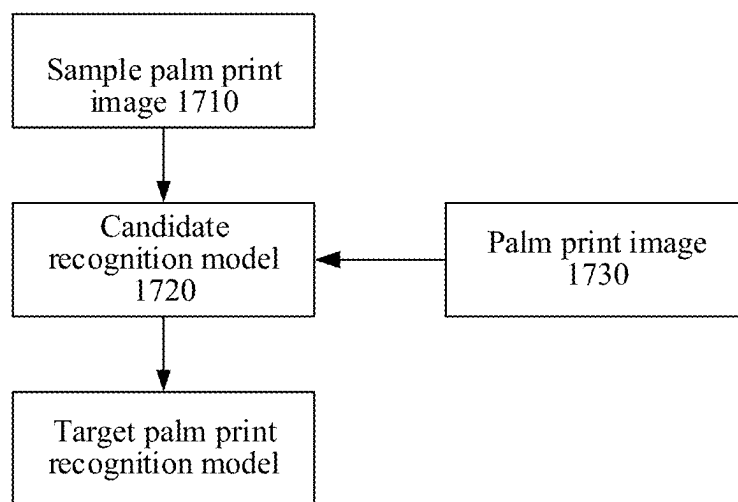 Sample palm print
image 1710
Candidate
recognition model
1720
Palm print image
1730
Target palm print
recognition model